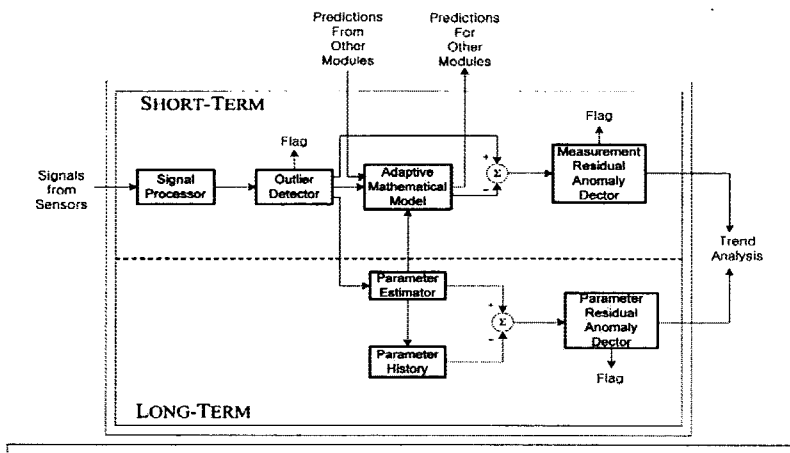 Predictions
From
Other
Modules
Predictions
For
Other
Modules
SHORT-TERM
Flag
Flag
Signals
from
Sensors
Signal
Processor
Outlier
Detector
Adaptive
Mathematical
Model
+
Σ
−
Measurement
Residual
Anomaly
Dector
Trend
Analysis
Parameter
Estimator
+
Σ
−
Parameter
Residual
Anomaly
Dector
Parameter
History
Flag
LONG-TERM